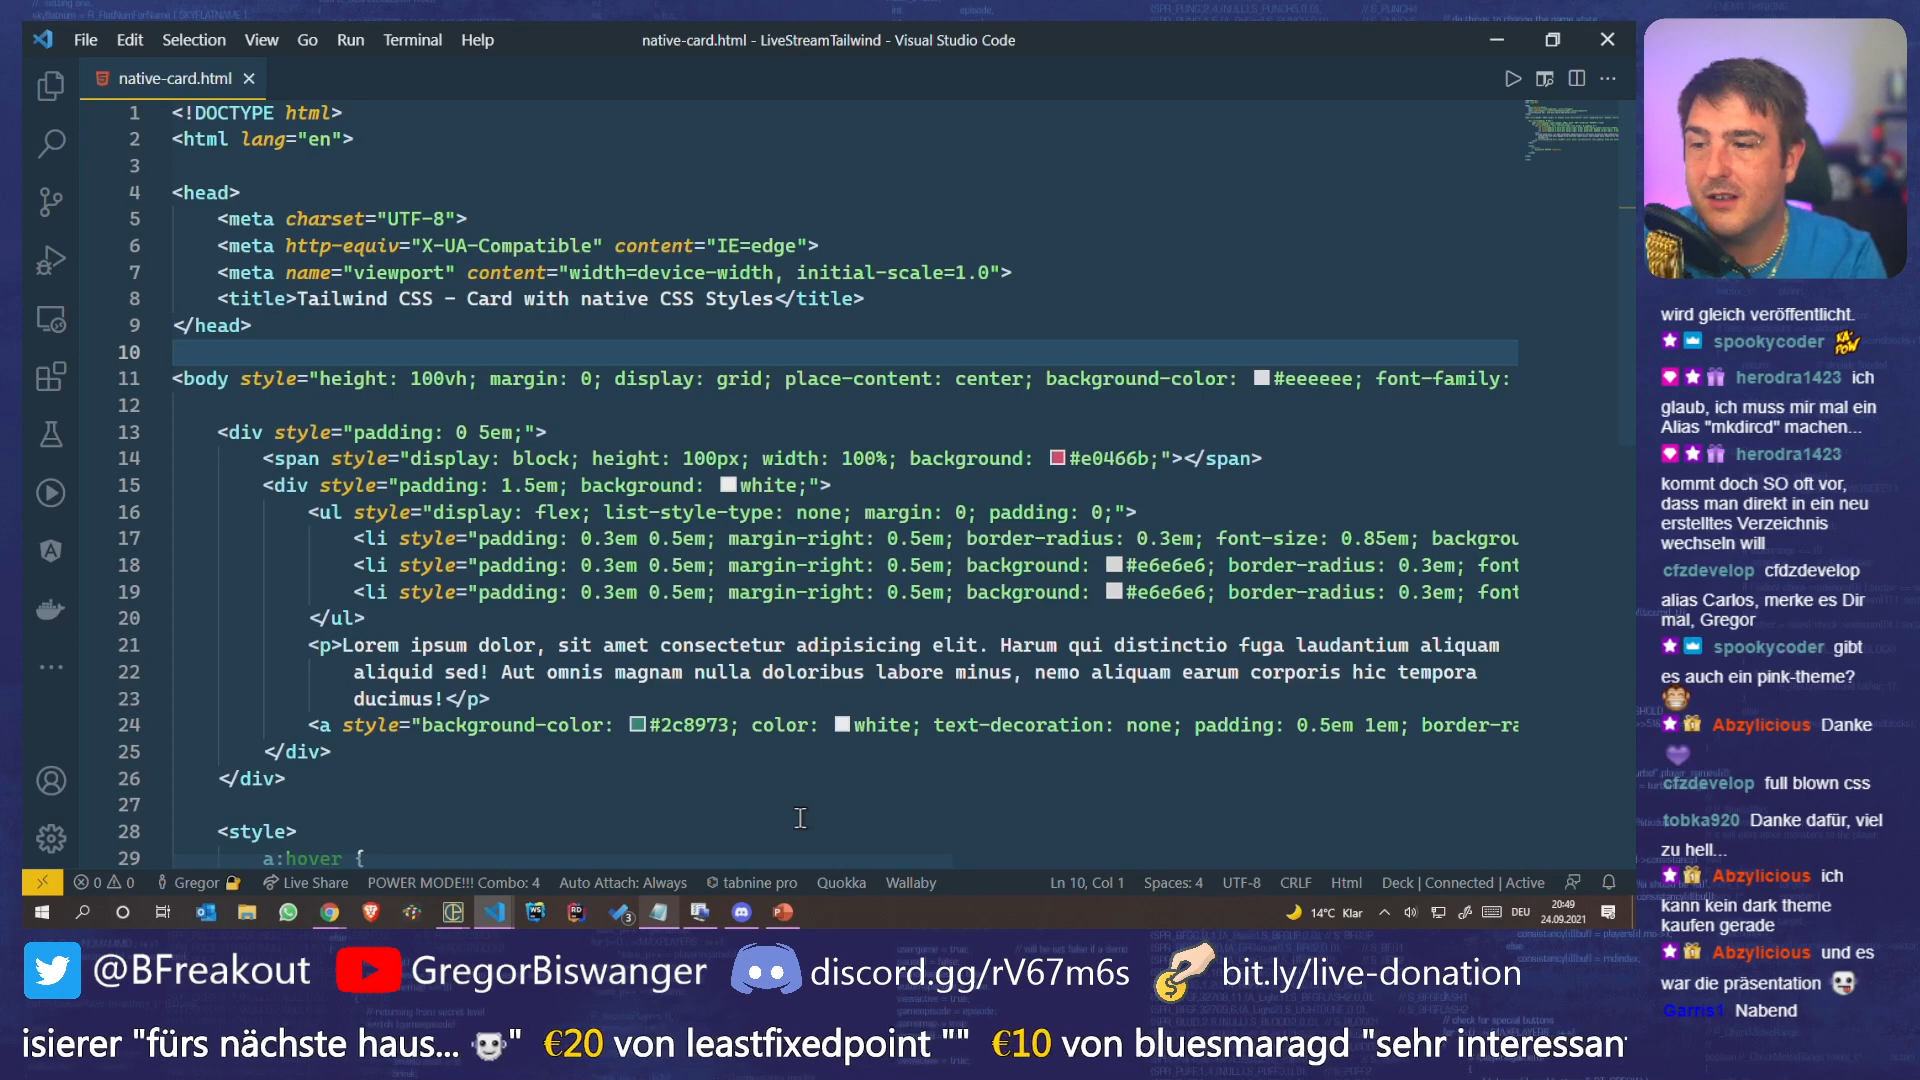 File Edit Selection View Go Run Terminal Help
native-card.html - LiveStreamTailwind - Visual Studio Code
native-card.html
1 <!DOCTYPE html>
2 <html lang="en">
3
4 <head>
5 <meta charset="UTF-8">
6 <meta http-equiv="X-UA-Compatible" content="IE=edge">
7 <meta name="viewport" content="width=device-width, initial-scale=1.0">
8 <title>Tailwind CSS - Card with native CSS Styles</title>
9 </head>
10
11 <body style="height: 100vh; margin: 0; display: grid; place-content: center; background-color: #eeeeee; font-family:
12
13 <div style="padding: 0 5em;">
14 <span style="display: block; height: 100px; width: 100%; background: #e0466b;"></span>
15 <div style="padding: 1.5em; background: white;">
16 <ul style="display: flex; list-style-type: none; margin: 0; padding: 0;">
17 <li style="padding: 0.3em 0.5em; margin-right: 0.5em; border-radius: 0.3em; font-size: 0.85em; backgrou
18 <li style="padding: 0.3em 0.5em; margin-right: 0.5em; background: #e6e6e6; border-radius: 0.3em; font
19 <li style="padding: 0.3em 0.5em; margin-right: 0.5em; background: #e6e6e6; border-radius: 0.3em; font
20 </ul>
21 <p>Lorem ipsum dolor, sit amet consectetur adipisicing elit. Harum qui distinctio fuga laudantium aliquam
22 aliquid sed! Aut omnis magnam nulla doloribus labore minus, nemo aliquam earum corporis hic tempora
23 ducimus!</p>
24 <a style="background-color: #2c8973; color: white; text-decoration: none; padding: 0.5em 1em; border-ra
25 </div>
26 </div>
27
28 <style>
29 a:hover {
0 0 Gregor Live Share POWER MODE!!! Combo: 4 Auto Attach: Always tabnine pro Quokka Wallaby Ln 10, Col 1 Spaces: 4 UTF-8 CRLF Html Deck | Connected | Active
3 14°C Klar DEU 20:49
24.09.2021
wird gleich veröffentlicht.
spookycoder
herodra1423 ich
glaub, ich muss mir mal ein
Alias "mkdircd" machen...
herodra1423
kommt doch SO oft vor,
dass man direkt in ein neu
erstelltes Verzeichnis
wechseln will
cfzdevelop cfdzdevelop
alias Carlos, merke es Dir
mal, Gregor
spookycoder gibt
es auch ein pink-theme?
Abzylicious Danke
cfzdevelop full blown css
tobka920 Danke dafür, viel
zu hell...
Abzylicious ich
kann kein dark theme
kaufen gerade
Abzylicious und es
war die präsentation
Garris1 Nabend
@BFreakout GregorBiswanger discord.gg/rV67m6s bit.ly/live-donation
isierer "fürs nächste haus... " €20 von leastfixedpoint "" €10 von bluesmaragd "sehr interessan